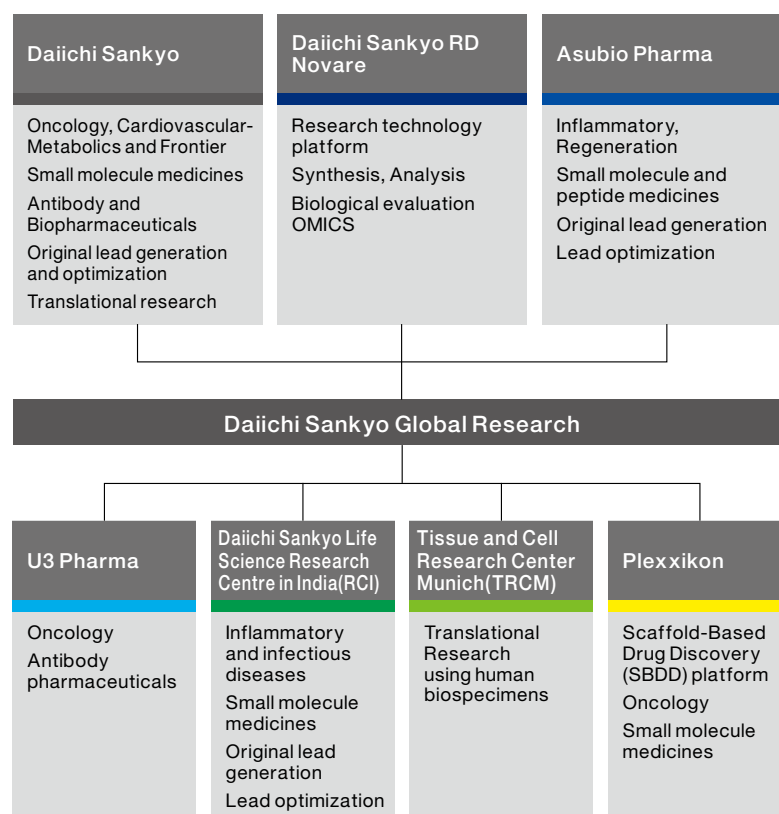 Daiichi Sankyo
Oncology, Cardiovascular-
Metabolics and Frontier
Small molecule medicines
Antibody and
Biopharmaceuticals
Original lead generation
and optimization
Translational research
Daiichi Sankyo RD
Novare
Research technology
platform
Synthesis, Analysis
Biological evaluation
OMICS
Asubio Pharma
Inflammatory,
Regeneration
Small molecule and
peptide medicines
Original lead generation
Lead optimization
Daiichi Sankyo Global Research
U3 Pharma
Oncology
Antibody
pharmaceuticals
Daiichi Sankyo Life
Science Research
Centre in India(RCI)
Inflammatory
and infectious
diseases
Small molecule
medicines
Original lead
generation
Lead optimization
Tissue and Cell
Research Center
Munich(TRCM)
Translational
Research
using human
biospecimens
Plexxikon
Scaffold-Based
Drug Discovery
(SBDD) platform
Oncology
Small molecule
medicines